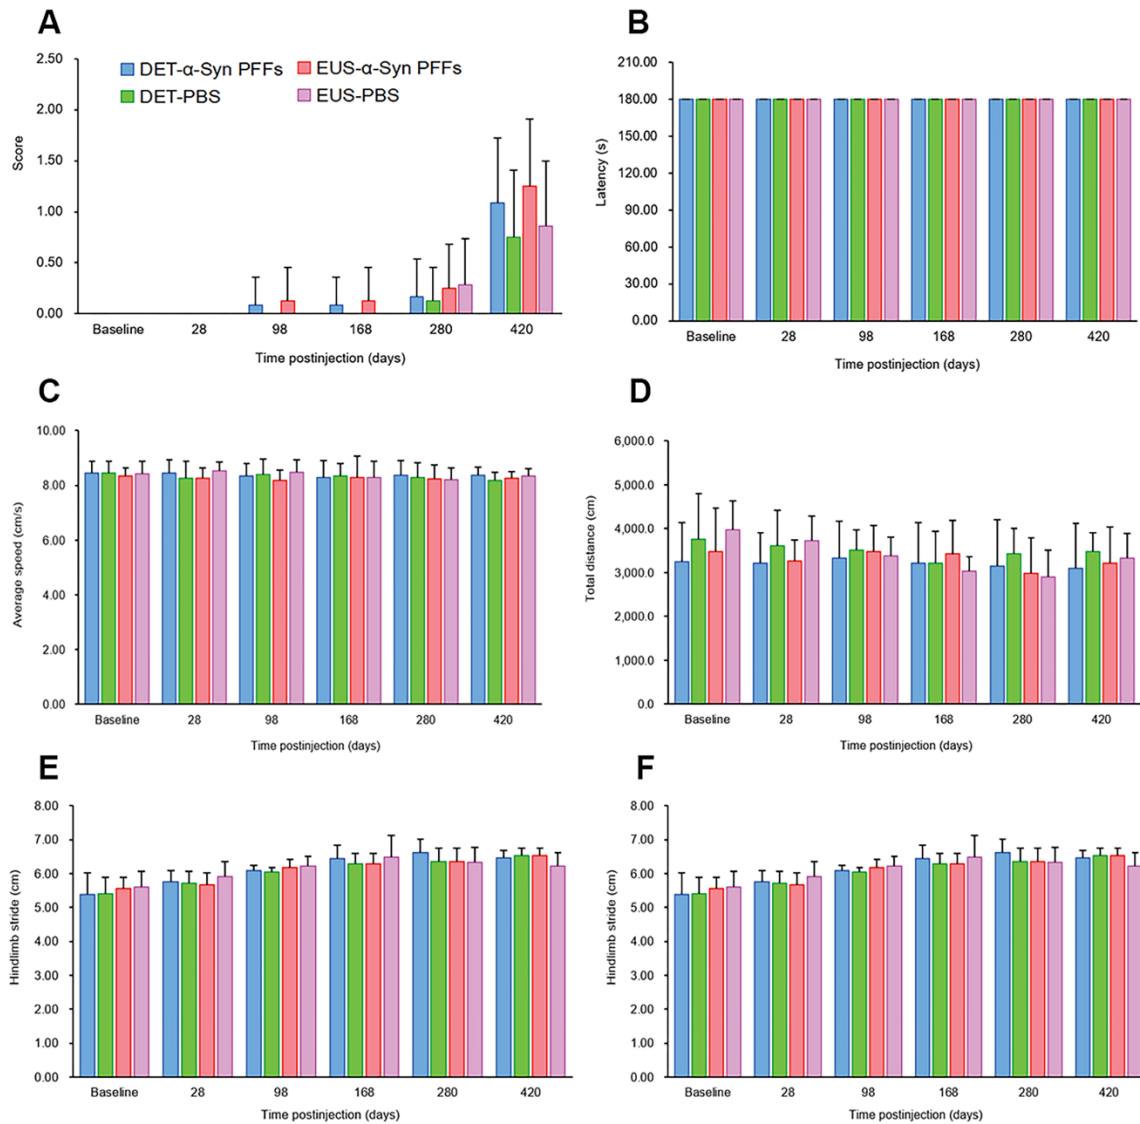 A
2.50
2.00
1.50
1.00
0.50
0.00
Score
DET-α-Syn PFFs
EUS-α-Syn PFFs
DET-PBS
EUS-PBS
Baseline 28 98 168 280 420
Time postinjection (days)
B
210.00
180.00
150.00
120.00
90.00
60.00
30.00
0.00
Latency (s)
Baseline 28 98 168 280 420
Time postinjection (days)
C
10.00
8.00
6.00
4.00
2.00
0.00
Average speed (cm/s)
Baseline 28 98 168 280 420
Time postinjection (days)
D
6,000.0
5,000.0
4,000.0
3,000.0
2,000.0
1,000.0
0.0
Total distance (cm)
Baseline 28 98 168 280 420
Time postinjection (days)
E
8.00
7.00
6.00
5.00
4.00
3.00
2.00
1.00
0.00
Hindlimb stride (cm)
Baseline 28 98 168 280 420
Time postinjection (days)
F
8.00
7.00
6.00
5.00
4.00
3.00
2.00
1.00
0.00
Hindlimb stride (cm)
Baseline 28 98 168 280 420
Time postinjection (days)